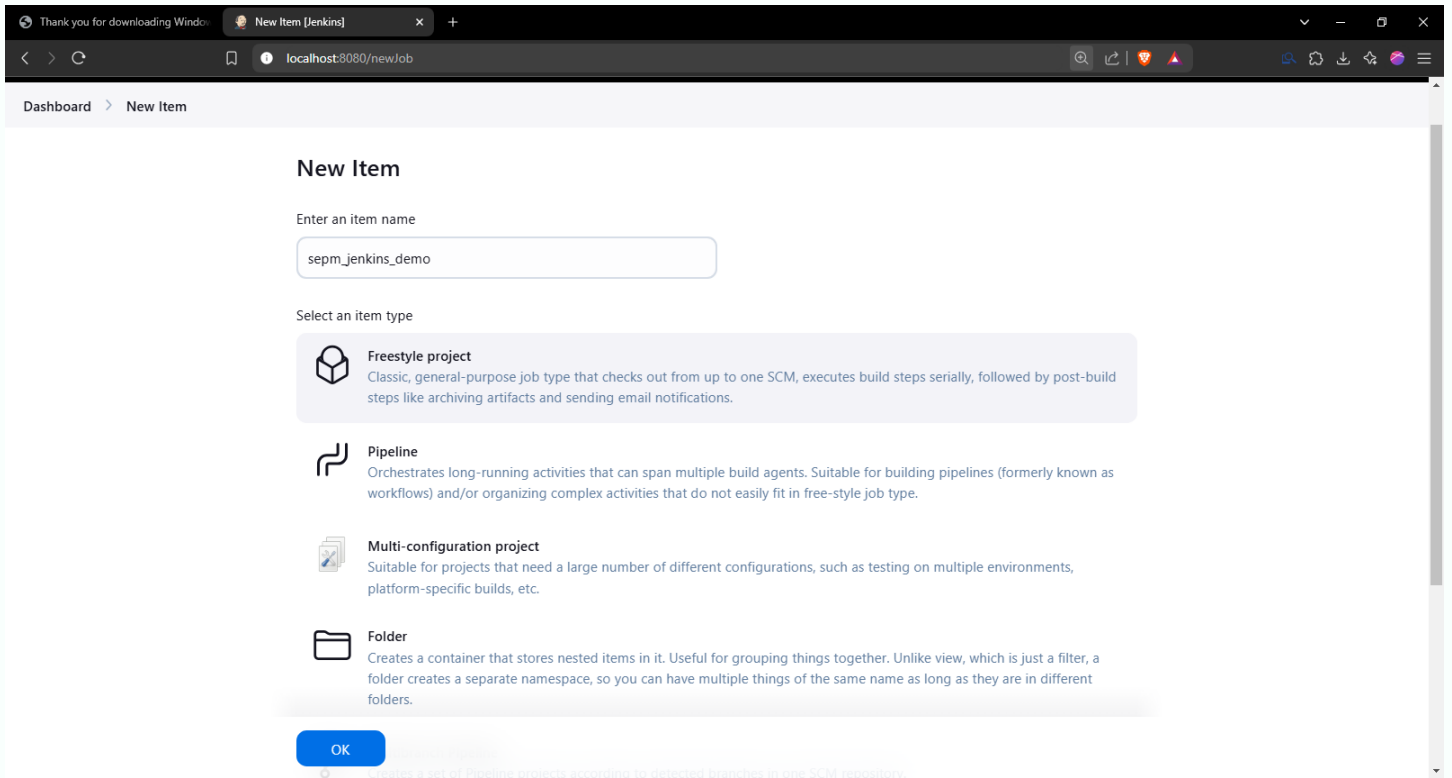 Thank you for downloading Windo
New Item [Jenkins]
localhost:8080/newJob
Dashboard
New Item
New Item
Enter an item name
sepm_jenkins_demo
Select an item type
Freestyle project
Classic, general-purpose job type that checks out from up to one SCM, executes build steps serially, followed by post-build
steps like archiving artifacts and sending email notifications.
Pipeline
Orchestrates long-running activities that can span multiple build agents. Suitable for building pipelines (formerly known as
workflows) and/or organizing complex activities that do not easily fit in free-style job type.
Multi-configuration project
Suitable for projects that need a large number of different configurations, such as testing on multiple environments,
platform-specific builds, etc.
Folder
Creates a container that stores nested items in it. Useful for grouping things together. Unlike view, which is just a filter, a
folder creates a separate namespace, so you can have multiple things of the same name as long as they are in different
folders.
OK
Creates a set of Pipeline projects according to detected branches in one SCM repository.